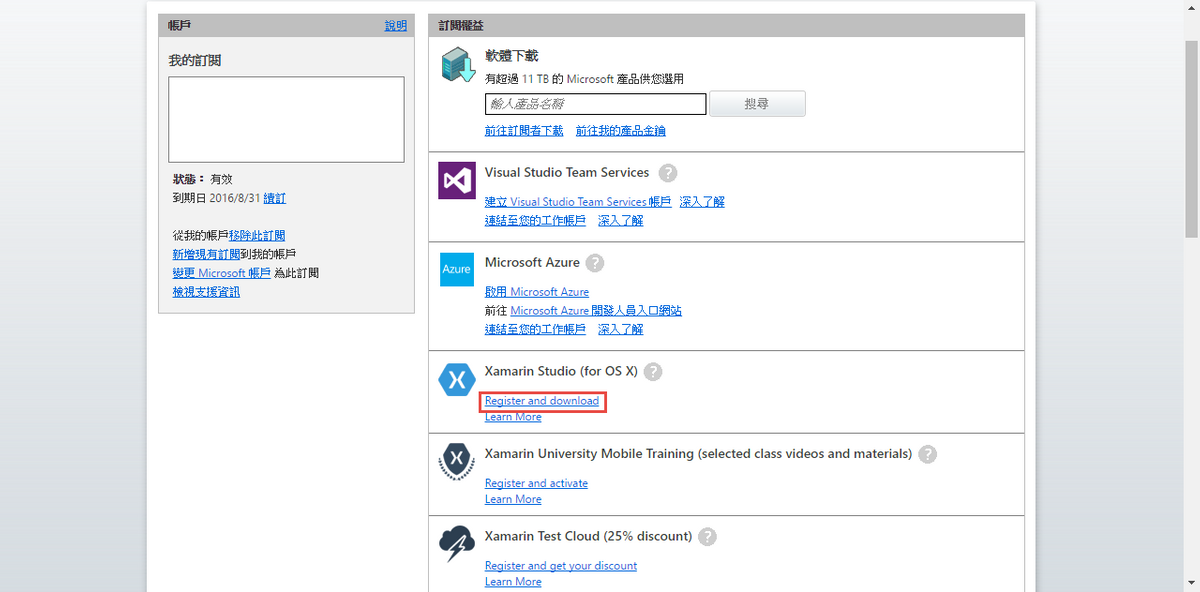 帳戶
說明
我的訂閱
狀態： 有效
到期日 2016/8/31 續訂
從我的帳戶移除此訂閱
新增現有訂閱到我的帳戶
變更 Microsoft 帳戶 為此訂閱
檢視支援資訊
訂閱權益
軟體下載
有超過 11 TB 的 Microsoft 產品供您選用
輸入產品名稱
搜尋
前往訂閱者下載 前往我的產品金鑰
Visual Studio Team Services ?
建立 Visual Studio Team Services 帳戶 深入了解
連結至您的工作帳戶 深入了解
Azure
Microsoft Azure ?
啟用 Microsoft Azure
前往 Microsoft Azure 開發人員入口網站
連結至您的工作帳戶 深入了解
Xamarin Studio (for OS X) ?
Register and download
Learn More
Xamarin University Mobile Training (selected class videos and materials) ?
Register and activate
Learn More
Xamarin Test Cloud (25% discount) ?
Register and get your discount
Learn More